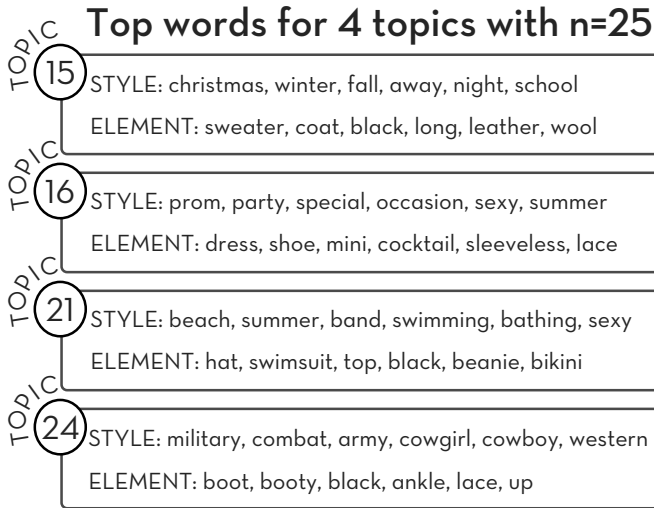 Top words for 4 topics with n=25
TOPIC
15
STYLE: christmas, winter, fall, away, night, school
ELEMENT: sweater, coat, black, long, leather, wool
TOPIC
16
STYLE: prom, party, special, occasion, sexy, summer
ELEMENT: dress, shoe, mini, cocktail, sleeveless, lace
TOPIC
21
STYLE: beach, summer, band, swimming, bathing, sexy
ELEMENT: hat, swimsuit, top, black, beanie, bikini
TOPIC
24
STYLE: military, combat, army, cowgirl, cowboy, western
ELEMENT: boot, booty, black, ankle, lace, up